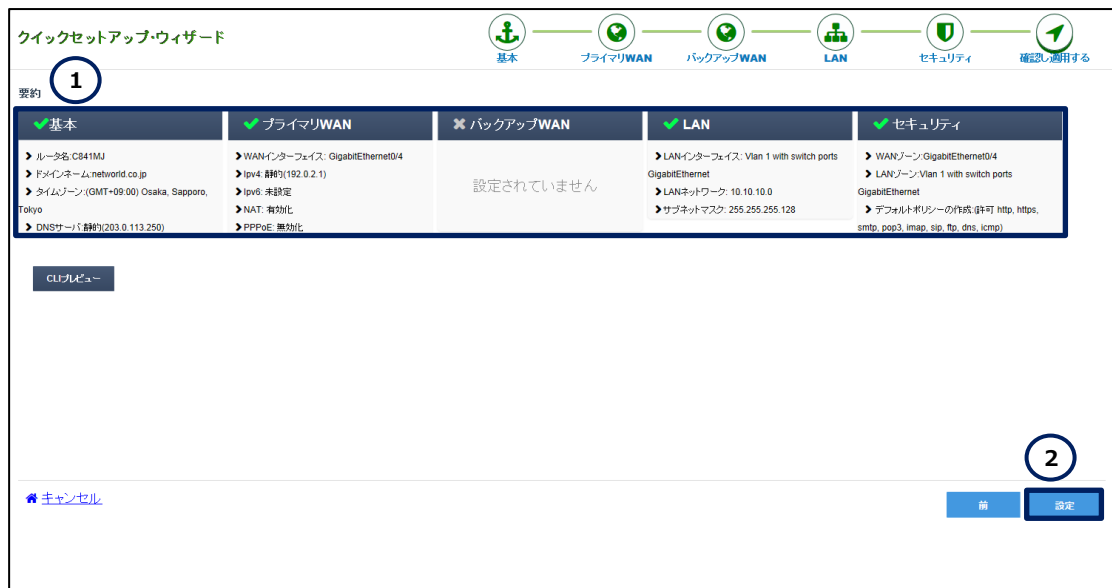 クイックセットアップ・ウィザード
基本
プライマリWAN
バックアップWAN
LAN
セキュリティ
確認し適用する
1
要約
基本
ルータ名:C841MJ
ドメインネーム:networld.co.jp
タイムゾーン:(GMT+09:00) Osaka, Sapporo,
Tokyo
DNSサーバ:静的(203.0.113.250)
プライマリWAN
WANインターフェイス: GigabitEthernet0/4
Ipv4: 静的(192.0.2.1)
Ipv6: 未設定
NAT: 有効化
PPPoE: 無効化
バックアップWAN
設定されていません
LAN
LANインターフェイス: Vlan 1 with switch ports
GigabitEthernet
LANネットワーク: 10.10.10.0
サブネットマスク: 255.255.255.128
セキュリティ
WANゾーン:GigabitEthernet0/4
LANゾーン:Vlan 1 with switch ports
GigabitEthernet
デフォルトポリシーの作成:(許可 http, https,
smtp, pop3, imap, sip, ftp, dns, icmp)
CLIプレビュー
2
キャンセル
前
設定